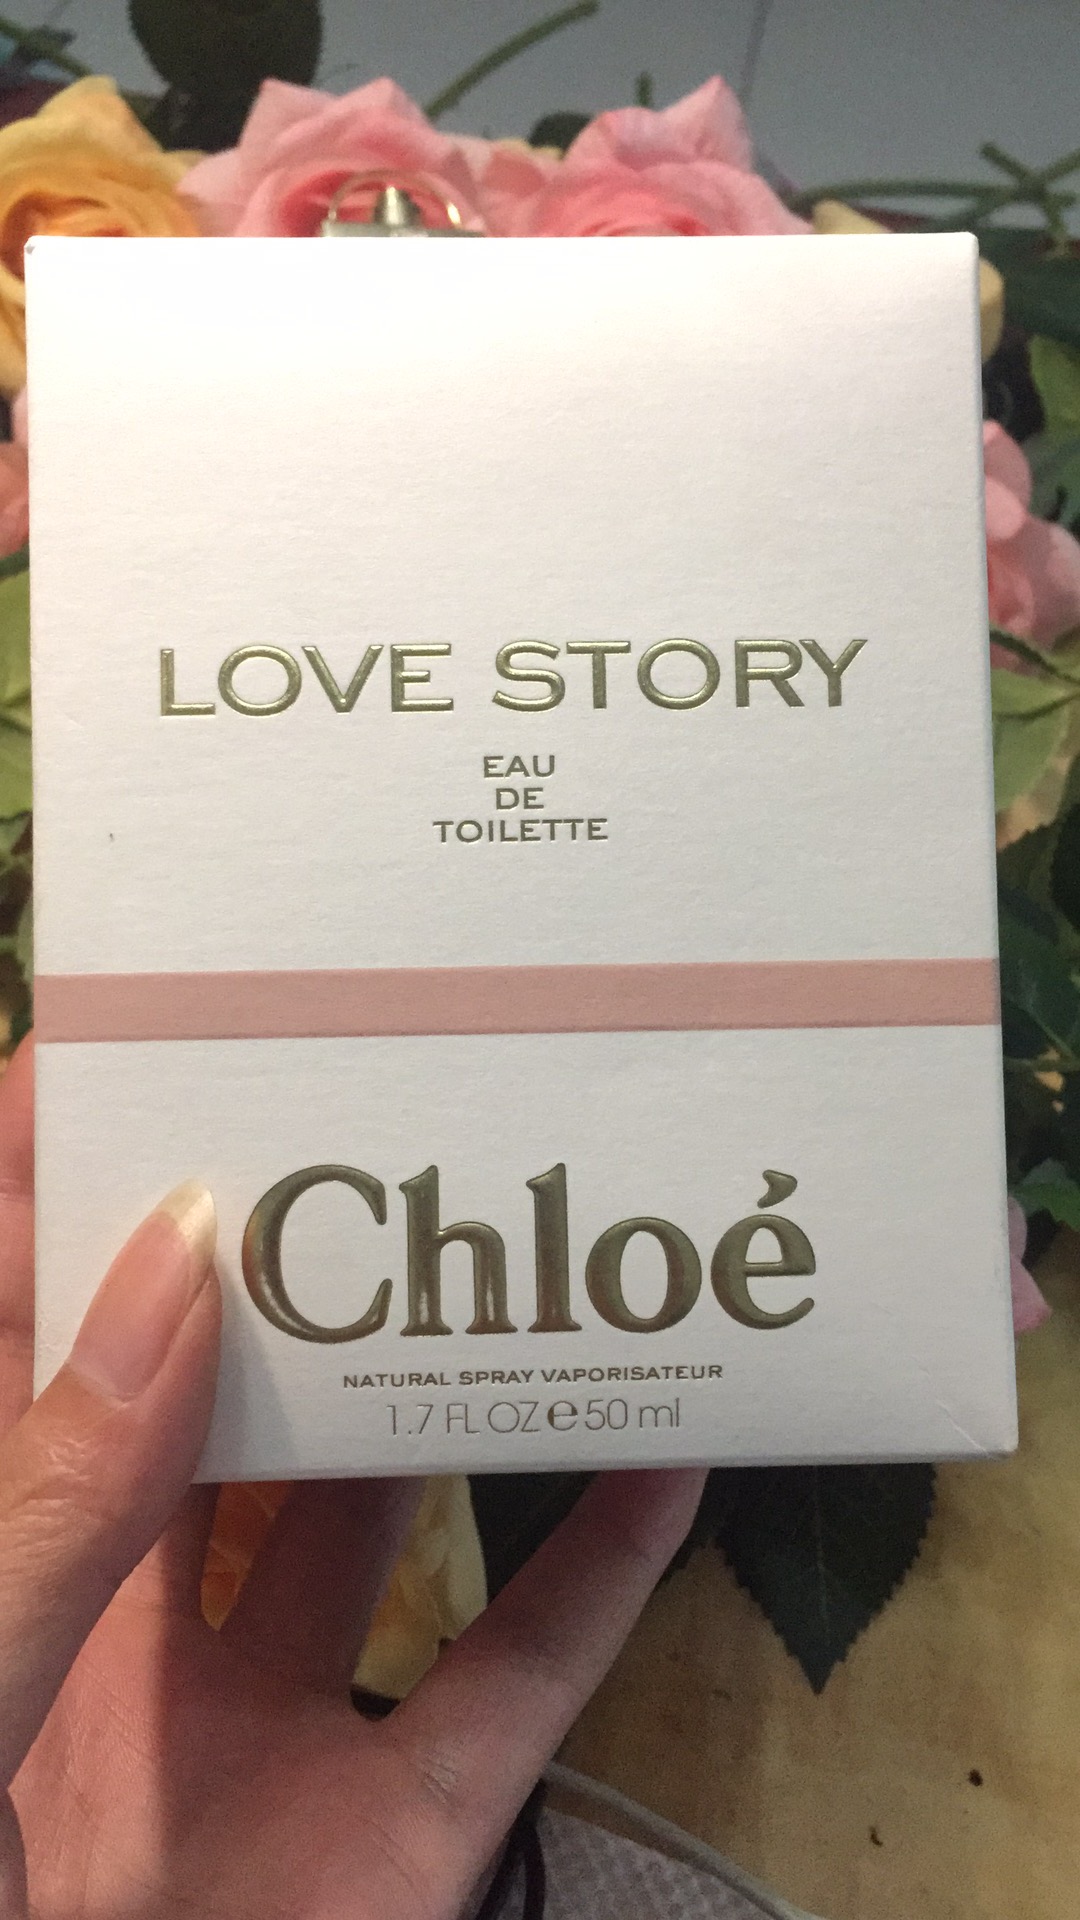 LOVE STORY
EAU
DE
TOILETTE
Chloé
NATURAL SPRAY VAPORISATEUR
1.7 FL OZ e 50 ml